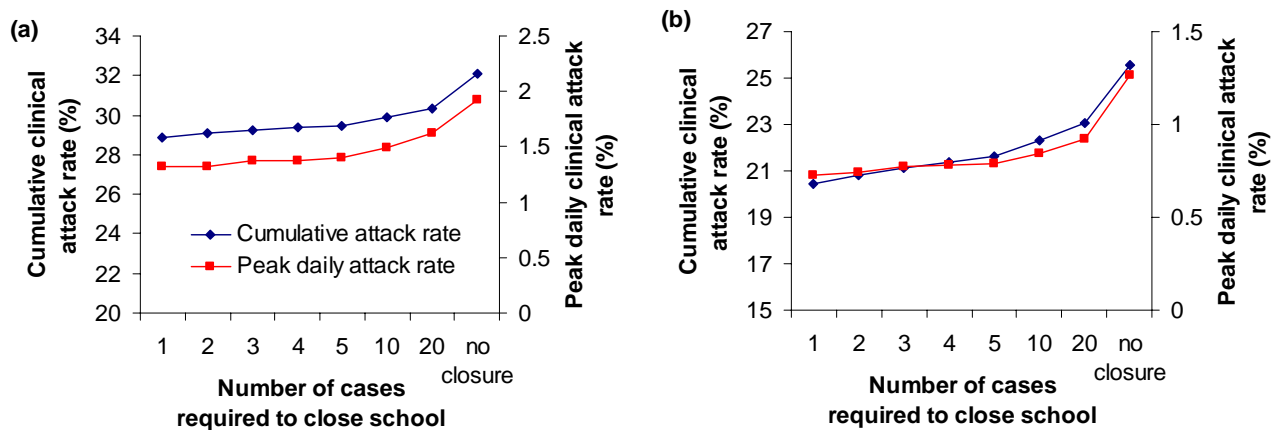 (a)
Cumulative clinical
attack rate (%)
34
32
30
28
26
24
22
20
2.5
2
1.5
1
0.5
0
Peak daily clinical attack
rate (%)
Cumulative attack rate
Peak daily attack rate
1 2 3 4 5 10 20 no
closure
Number of cases
required to close school
(b)
Cumulative clinical
attack rate (%)
27
25
23
21
19
17
15
1.5
1
0.5
0
Peak daily clinical attack
rate (%)
1 2 3 4 5 10 20 no
closure
Number of cases
required to close school